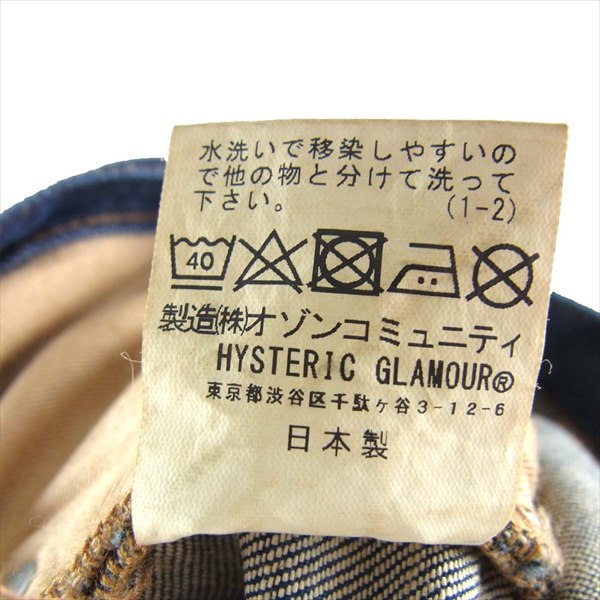 水洗いで移染しやすいの
で他の物と分けて洗って
下さい。 (1-2)
40
製造(株)オゾンコミュニティ
HYSTERIC GLAMOUR®
東京都渋谷区千駄ヶ谷3-12-6
日本製